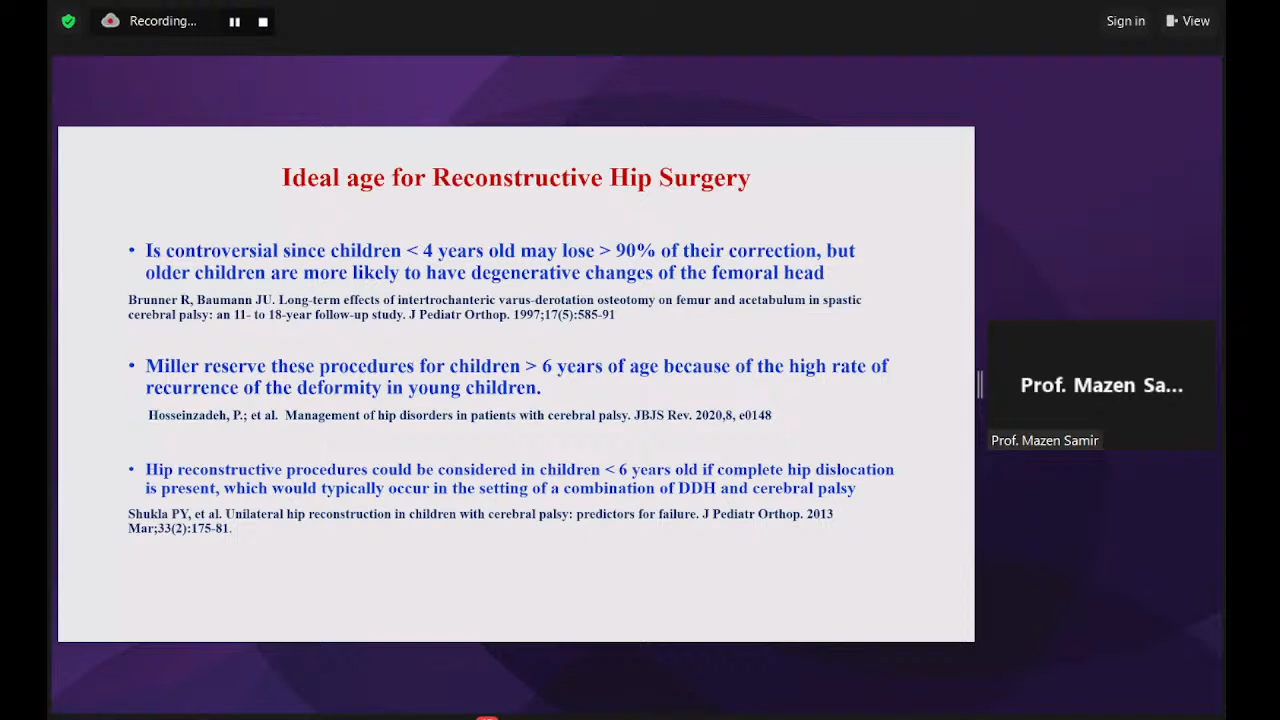 Recording...
Sign in
View
Ideal age for Reconstructive Hip Surgery
• Is controversial since children < 4 years old may lose > 90% of their correction, but
older children are more likely to have degenerative changes of the femoral head
Brunner R, Baumann JU. Long-term effects of intertrochanteric varus-derotation osteotomy on femur and acetabulum in spastic
cerebral palsy: an 11- to 18-year follow-up study. J Pediatr Orthop. 1997;17(5):585-91
• Miller reserve these procedures for children > 6 years of age because of the high rate of
recurrence of the deformity in young children.
Hosseinzadeh, P.; et al. Management of hip disorders in patients with cerebral palsy. JBJS Rev. 2020,8, e0148
• Hip reconstructive procedures could be considered in children < 6 years old if complete hip dislocation
is present, which would typically occur in the setting of a combination of DDH and cerebral palsy
Shukla PY, et al. Unilateral hip reconstruction in children with cerebral palsy: predictors for failure. J Pediatr Orthop. 2013
Mar;33(2):175-81.
Prof. Mazen Sa...
Prof. Mazen Samir